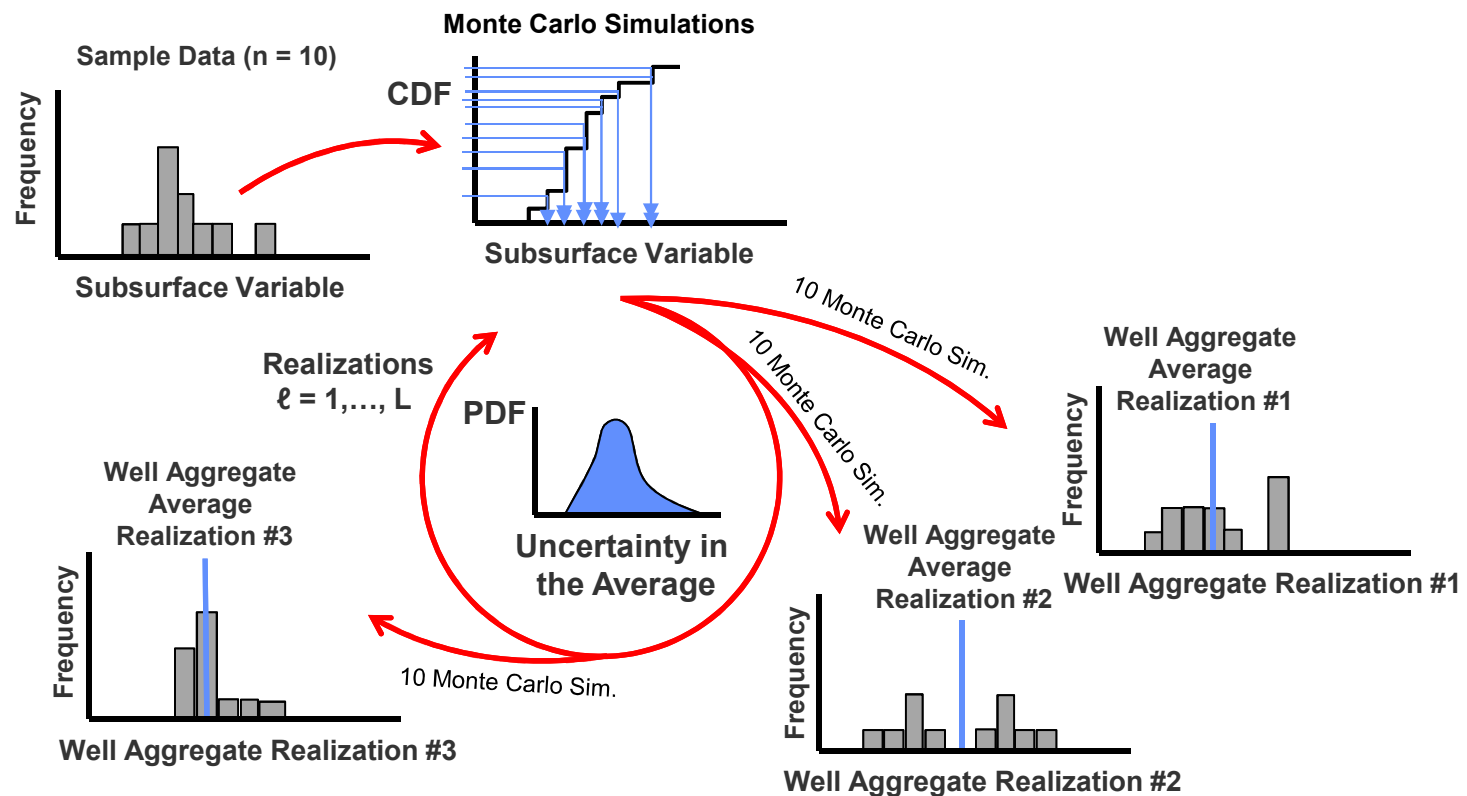 Monte Carlo Simulations
Sample Data (n = 10)
CDF
Frequency
Subsurface Variable
Subsurface Variable
10 Monte Carlo Sim.
10 Monte Carlo Sim.
Realizations
ℓ = 1,…, L
PDF
Uncertainty in
the Average
Well Aggregate
Average
Realization #1
Frequency
Well Aggregate Realization #1
Well Aggregate
Average
Realization #2
Frequency
Well Aggregate Realization #2
Well Aggregate
Average
Realization #3
Frequency
10 Monte Carlo Sim.
Well Aggregate Realization #3